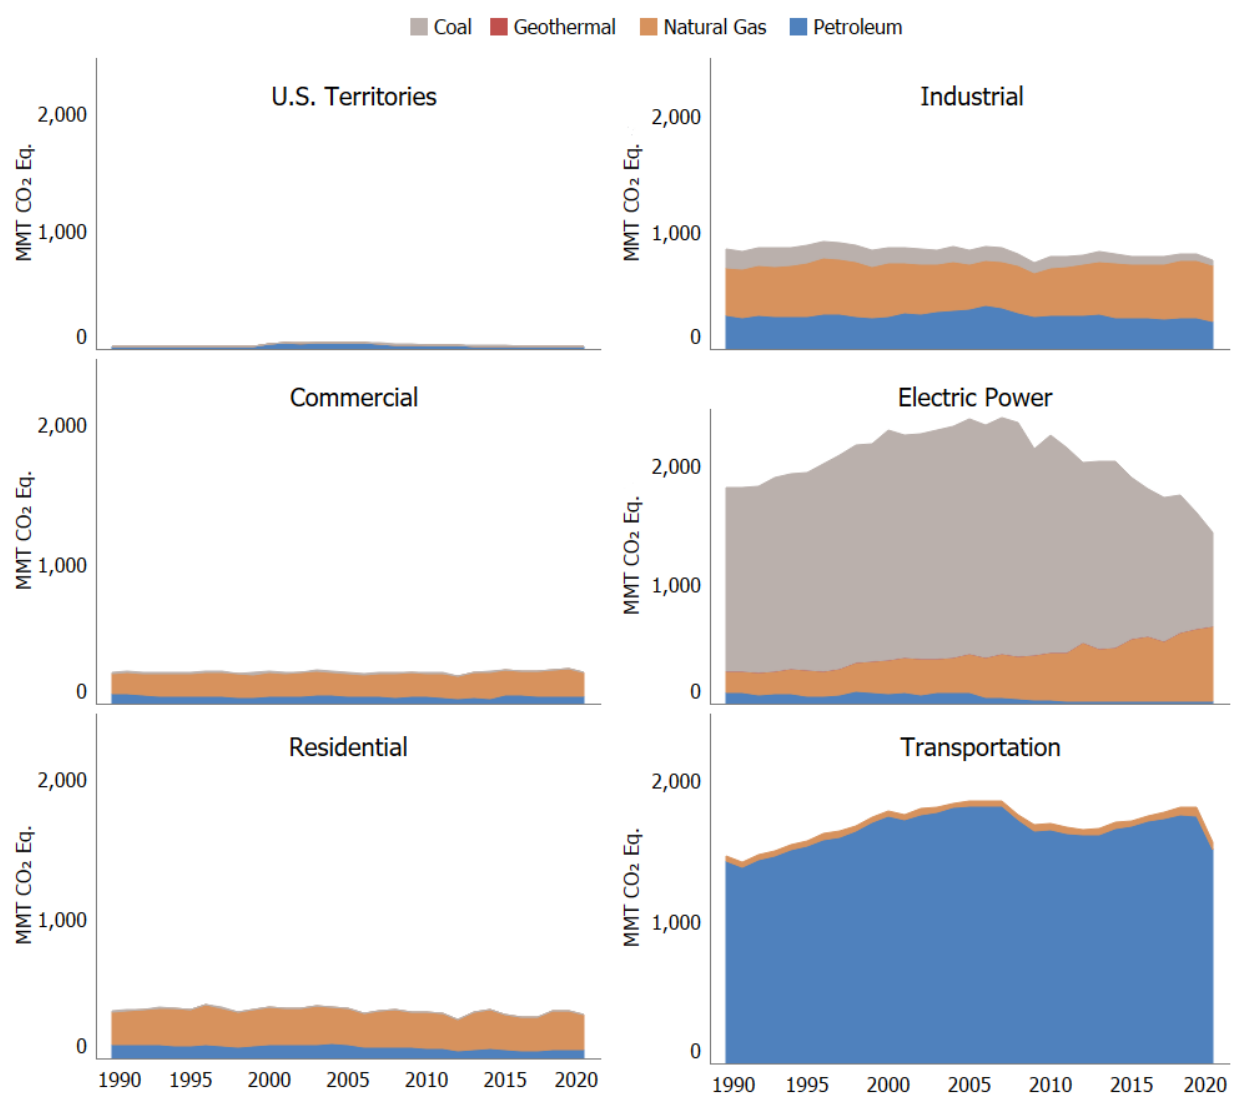 Coal Geothermal Natural Gas Petroleum
U.S. Territories
2,000
1,000
0
MMT CO₂ Eq.
Industrial
2,000
1,000
0
MMT CO₂ Eq.
Commercial
2,000
1,000
0
MMT CO₂ Eq.
Electric Power
2,000
1,000
0
MMT CO₂ Eq.
Residential
2,000
1,000
0
MMT CO₂ Eq.
1990 1995 2000 2005 2010 2015 2020
Transportation
2,000
1,000
0
MMT CO₂ Eq.
1990 1995 2000 2005 2010 2015 2020